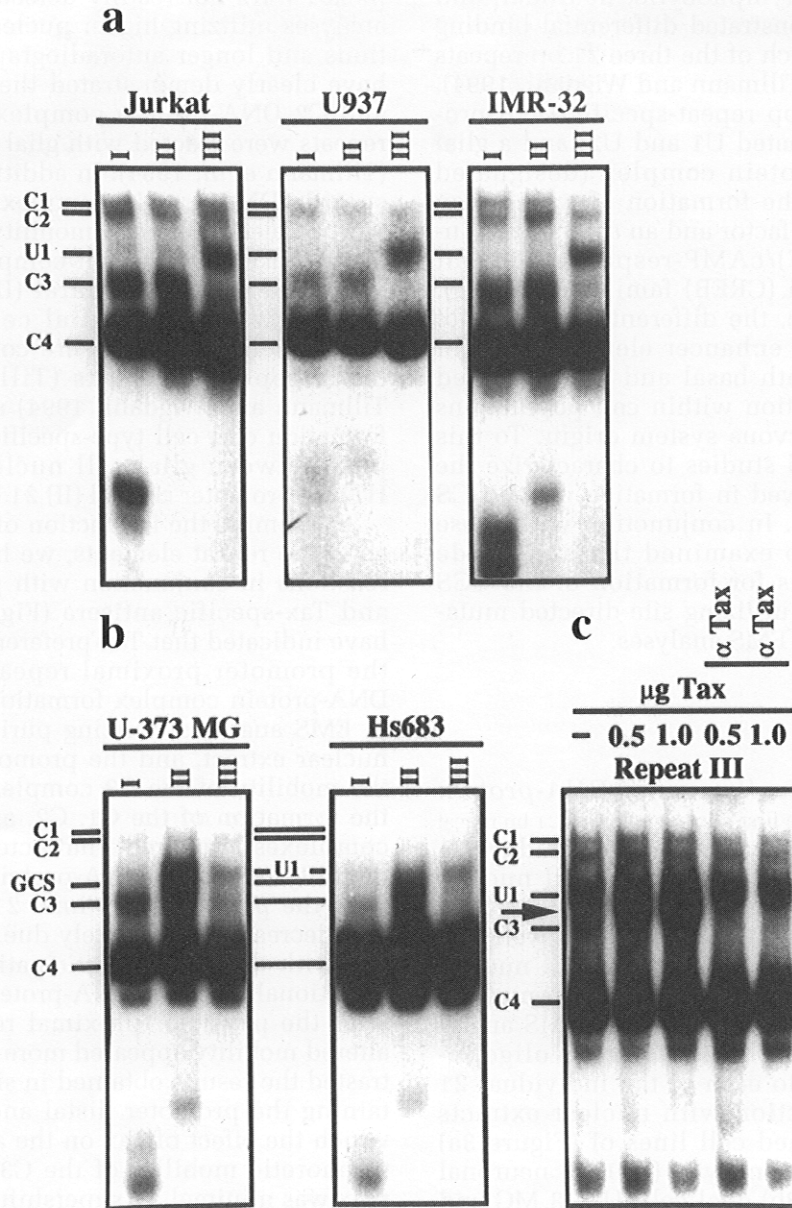 a
Jurkat U937 IMR-32
I II III I II III I II III
C1
C2
U1
C3
C4
b
c
α Tax
α Tax
µg Tax
U-373 MG Hs683
– 0.5 1.0 0.5 1.0
I II III I II III
Repeat III
C1
C2
GCS
C3
C4
U1
C1
C2
U1
C3
C4